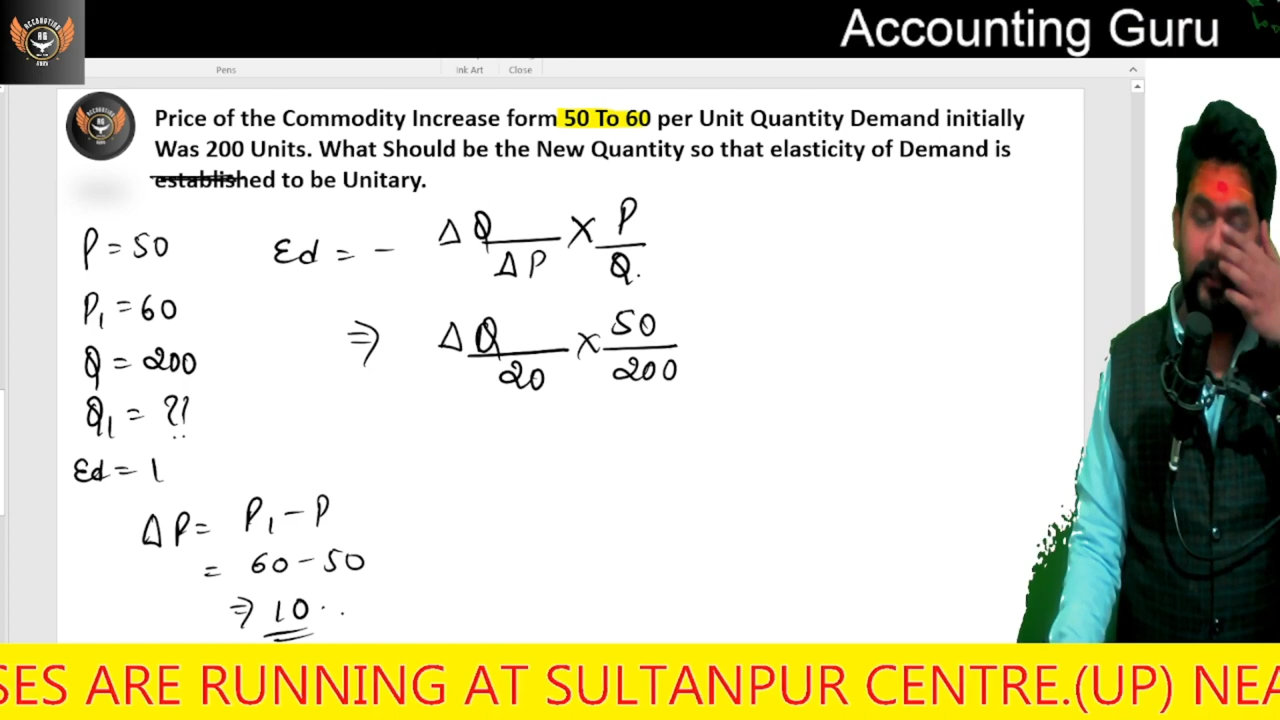 Accounting Guru
ACCOUNTING
AG
GURU
Pens
Ink Art
Close
Price of the Commodity Increase form 50 To 60 per Unit Quantity Demand initially
Was 200 Units. What Should be the New Quantity so that elasticity of Demand is
established to be Unitary.
P = 50
Ed = - ΔQ/ΔP × P/Q.
P₁ = 60
⇒ ΔQ/20 × 50/200
Q = 200
Q₁ = ??
Ed = 1
ΔP = P₁ - P
= 60 - 50
⇒ 10
SES ARE RUNNING AT SULTANPUR CENTRE.(UP) NEA